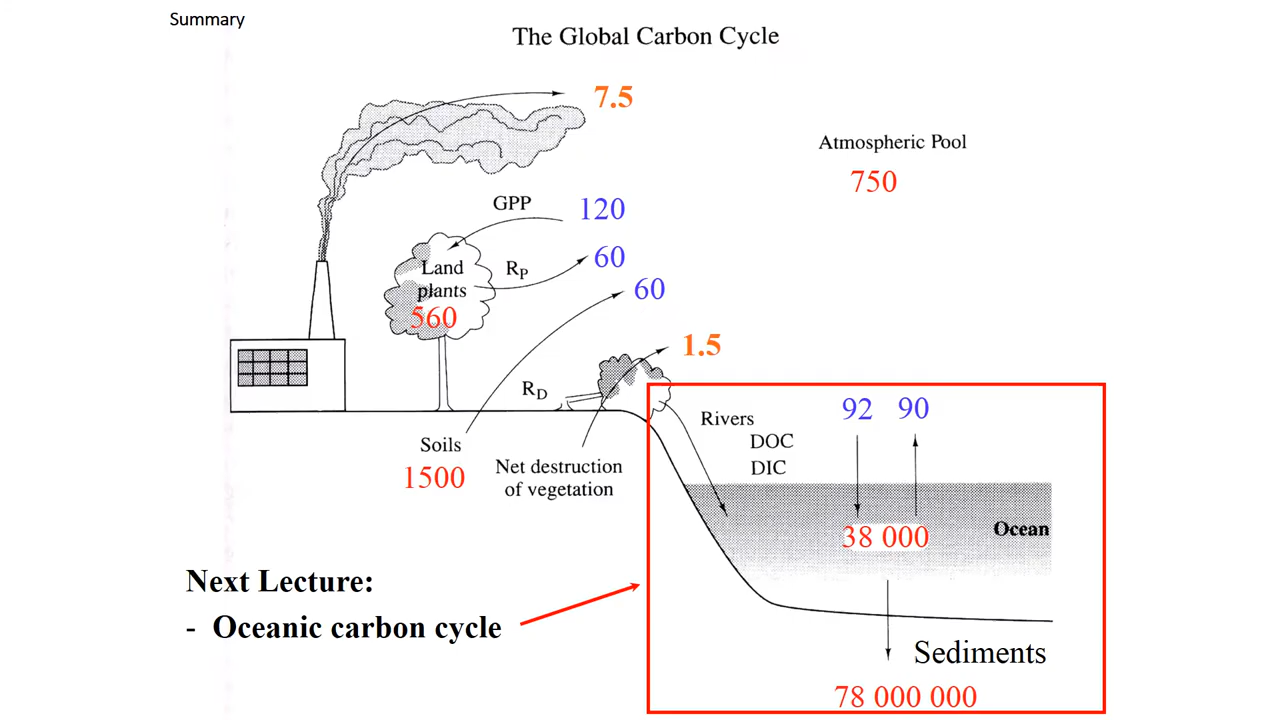 Summary
The Global Carbon Cycle
7.5
Atmospheric Pool
750
GPP
120
Land
plants
560
RP
60
60
1.5
RD
Soils
1500
Net destruction
of vegetation
Rivers
DOC
DIC
92 90
38 000
Ocean
Next Lecture:
- Oceanic carbon cycle
Sediments
78 000 000